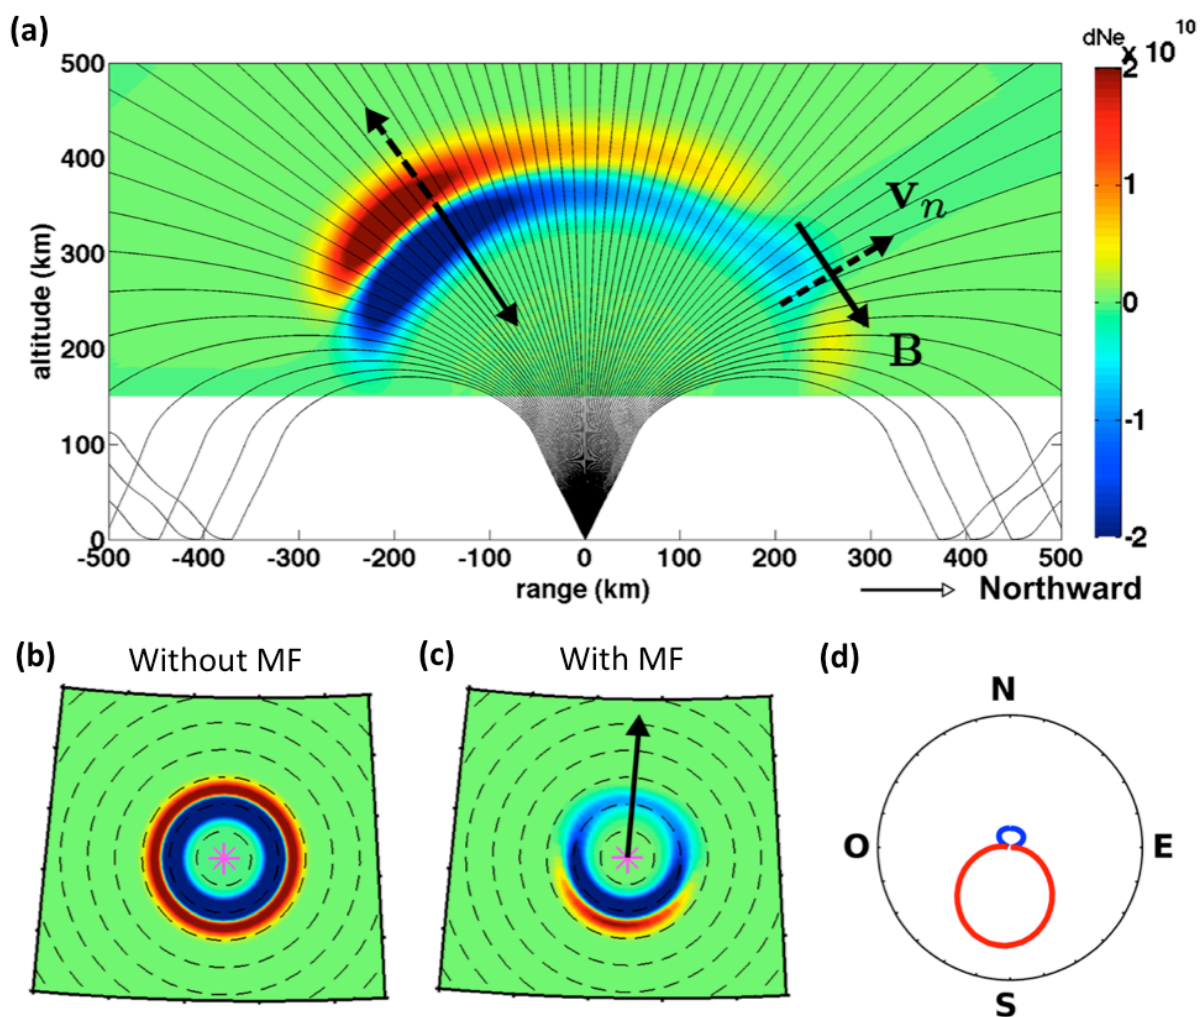 (a)
dNe
x 10^10
500
400
300
200
100
0
altitude (km)
v_n
B
2
1
0
-1
-2
-500 -400 -300 -200 -100 0 100 200 300 400 500
range (km)
Northward
(b) Without MF
(c) With MF
(d)
N
O E
S